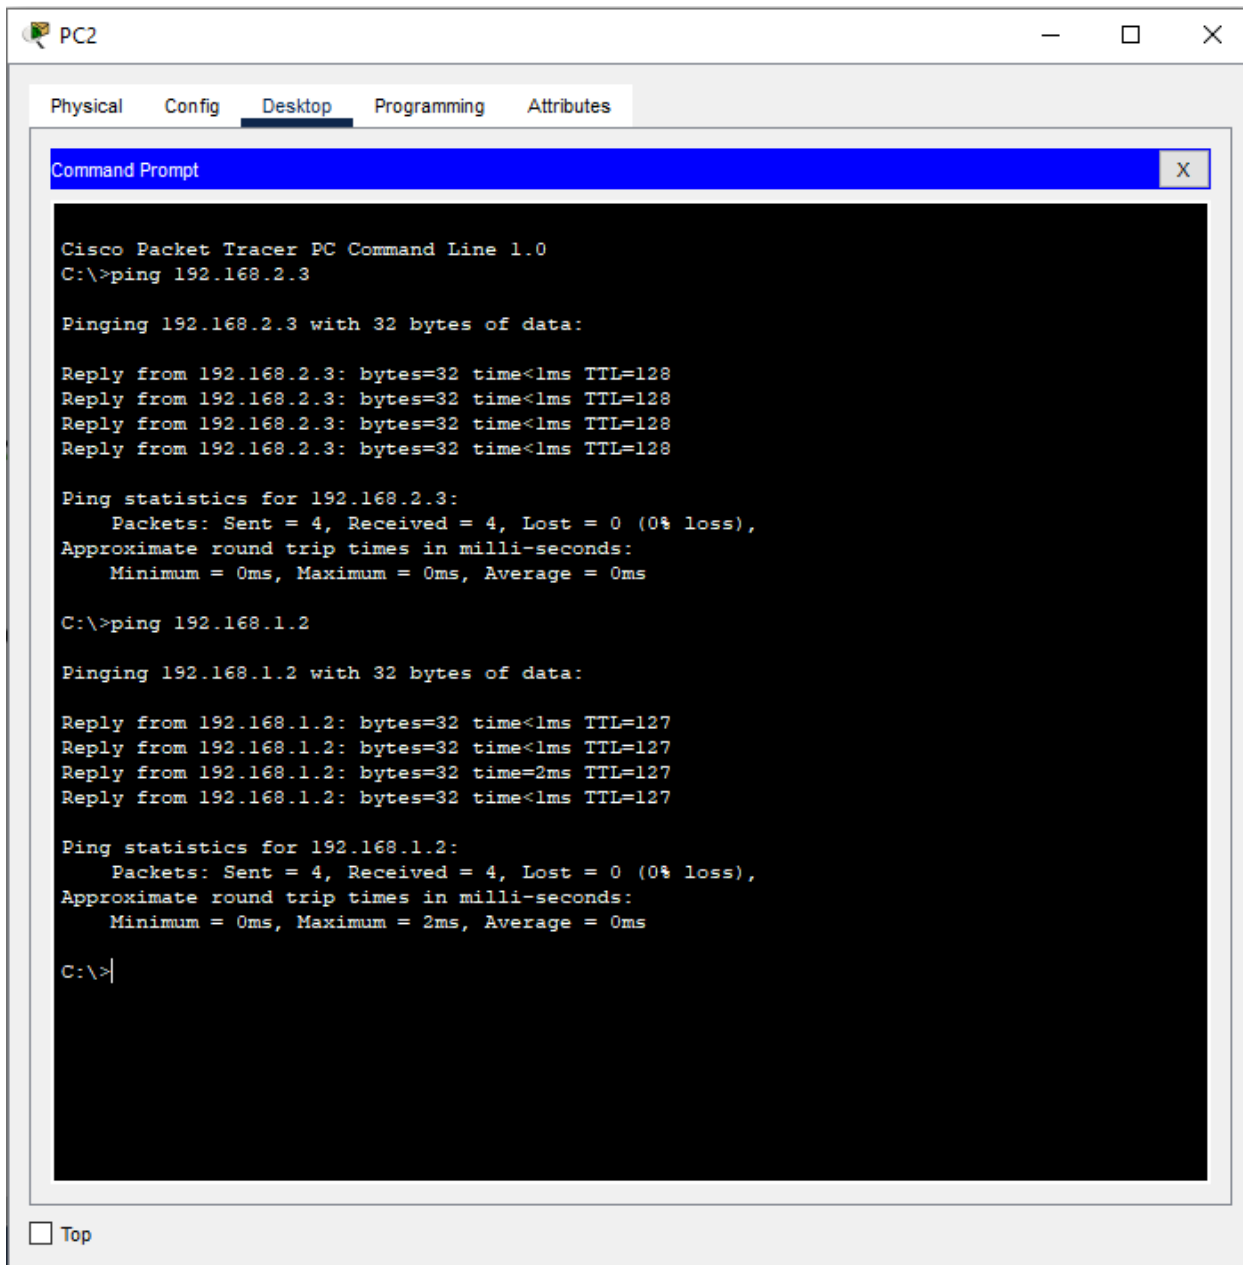 PC2
Physical Config Desktop Programming Attributes
Command Prompt X
Cisco Packet Tracer PC Command Line 1.0
C:\>ping 192.168.2.3
Pinging 192.168.2.3 with 32 bytes of data:
Reply from 192.168.2.3: bytes=32 time<1ms TTL=128
Reply from 192.168.2.3: bytes=32 time<1ms TTL=128
Reply from 192.168.2.3: bytes=32 time<1ms TTL=128
Reply from 192.168.2.3: bytes=32 time<1ms TTL=128
Ping statistics for 192.168.2.3:
    Packets: Sent = 4, Received = 4, Lost = 0 (0% loss),
Approximate round trip times in milli-seconds:
    Minimum = 0ms, Maximum = 0ms, Average = 0ms
C:\>ping 192.168.1.2
Pinging 192.168.1.2 with 32 bytes of data:
Reply from 192.168.1.2: bytes=32 time<1ms TTL=127
Reply from 192.168.1.2: bytes=32 time<1ms TTL=127
Reply from 192.168.1.2: bytes=32 time=2ms TTL=127
Reply from 192.168.1.2: bytes=32 time<1ms TTL=127
Ping statistics for 192.168.1.2:
    Packets: Sent = 4, Received = 4, Lost = 0 (0% loss),
Approximate round trip times in milli-seconds:
    Minimum = 0ms, Maximum = 2ms, Average = 0ms
C:\>
Top